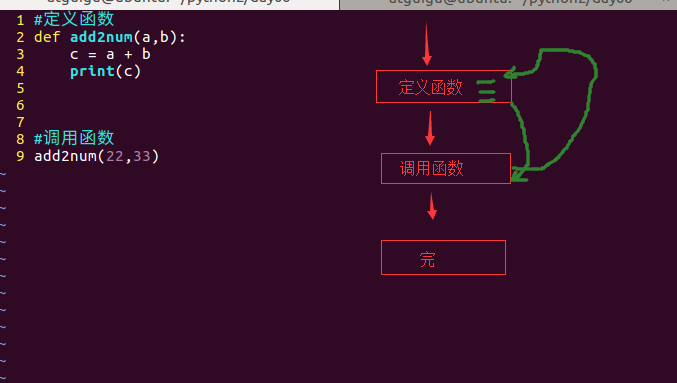 1 #定义函数
2 def add2num(a,b):
3     c = a + b
4     print(c)
5
6
7
8 #调用函数
9 add2num(22,33)
~
~
~
~
~
~
~
~
~
~
~
~
定义函数
调用函数
完